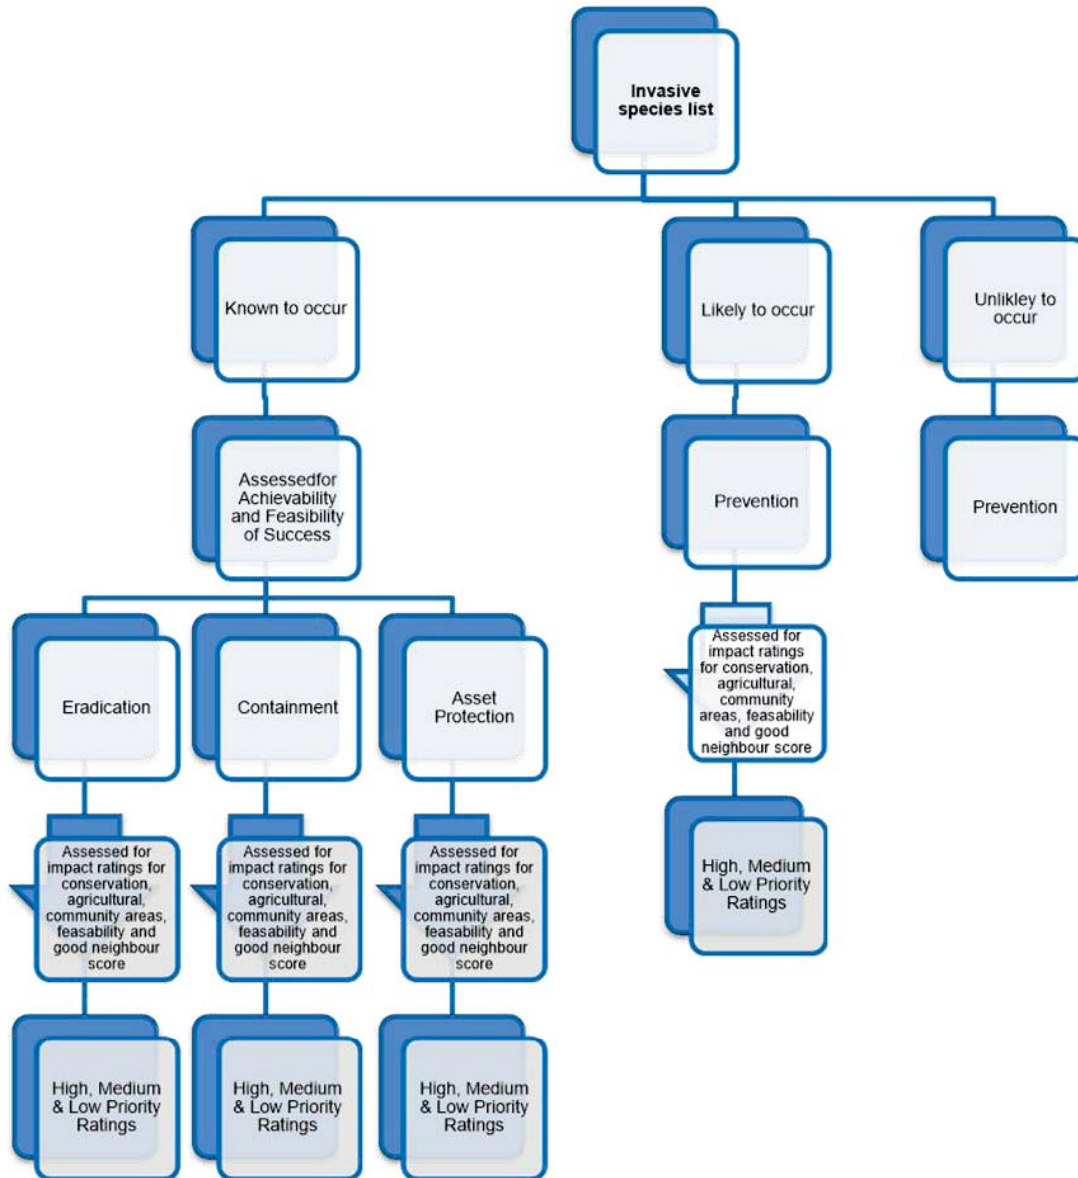 Invasive
species list
Known to occur
Likely to occur
Unlikley to
occur
Assessedfor
Achievability
and Feasibility
of Success
Prevention
Prevention
Eradication
Containment
Asset
Protection
Assessed for
impact ratings
for conservation,
agricultural,
community
areas, feasability
and good
neighbour score
Assessed for
impact ratings for
conservation,
agricultural,
community areas,
feasability and
good neighbour
score
Assessed for
impact ratings for
conservation,
agricultural,
community areas,
feasability and
good neighbour
score
Assessed for
impact ratings for
conservation,
agricultural,
community areas,
feasability and
good neighbour
score
High, Medium
& Low Priority
Ratings
High, Medium
& Low Priority
Ratings
High, Medium
& Low Priority
Ratings
High, Medium
& Low Priority
Ratings